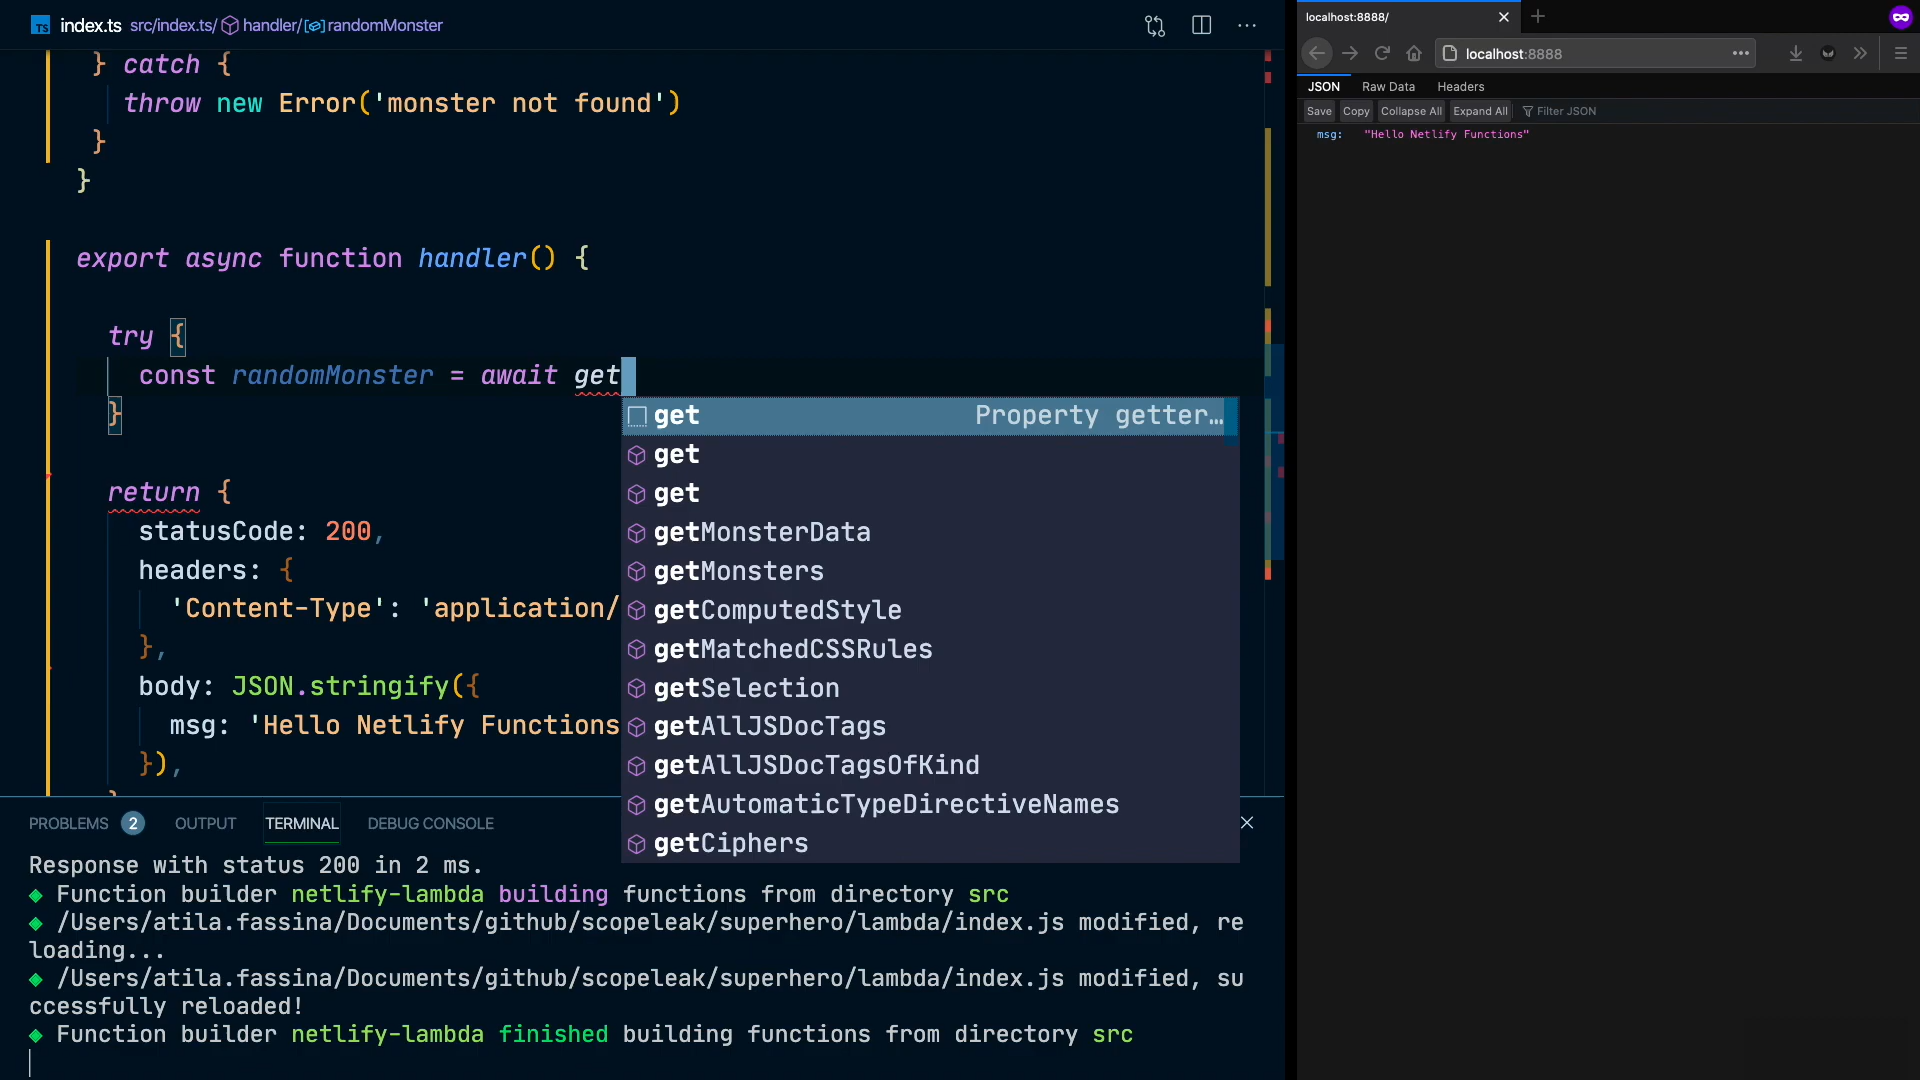 index.ts src/index.ts/ handler/ randomMonster
} catch {
throw new Error('monster not found')
}
}
export async function handler() {
try {
const randomMonster = await get
}
return {
statusCode: 200,
headers: {
'Content-Type': 'application/
},
body: JSON.stringify({
msg: 'Hello Netlify Functions
}),
get Property getter…
get
get
getMonsterData
getMonsters
getComputedStyle
getMatchedCSSRules
getSelection
getAllJSDocTags
getAllJSDocTagsOfKind
getAutomaticTypeDirectiveNames
getCiphers
PROBLEMS 2 OUTPUT TERMINAL DEBUG CONSOLE
Response with status 200 in 2 ms.
◆ Function builder netlify-lambda building functions from directory src
◆ /Users/atila.fassina/Documents/github/scopeleak/superhero/lambda/index.js modified, re
loading...
◆ /Users/atila.fassina/Documents/github/scopeleak/superhero/lambda/index.js modified, su
ccessfully reloaded!
◆ Function builder netlify-lambda finished building functions from directory src
localhost:8888/
localhost:8888
JSON Raw Data Headers
Save Copy Collapse All Expand All Filter JSON
msg: "Hello Netlify Functions"